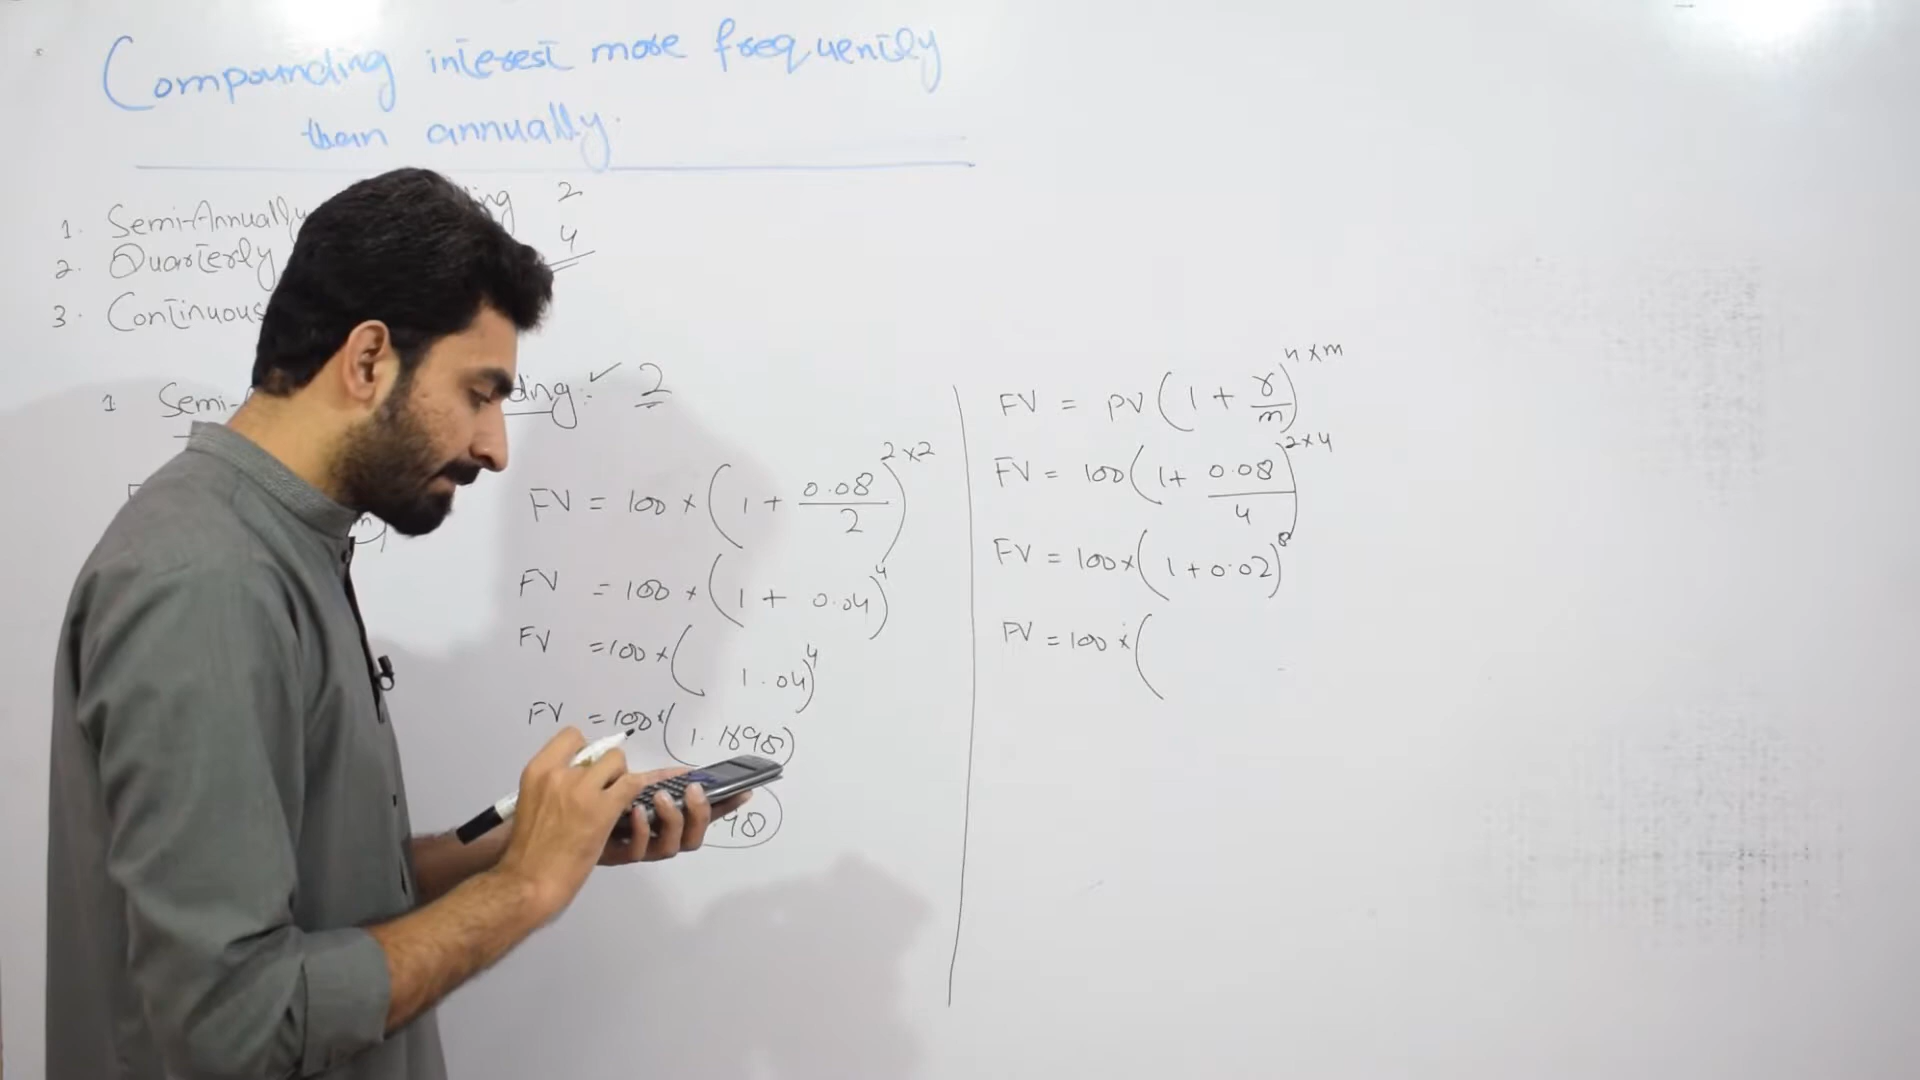 Compounding interest more frequently
than annually.
1. Semi-Annually 2
2. Quarterly 4
3. Continuous
1 Semi- ding: ✓ 2
FV = 100 × (1 + 0.08/2)^2×2
FV = 100 × (1 + 0.04)^4
FV = 100 × (1.04)^4
FV = 100 × (1.1698)
.98
FV = PV (1 + r/m)^n×m
FV = 100 (1 + 0.08/4)^2×4
FV = 100 × (1 + 0.02)^8
FV = 100 × (